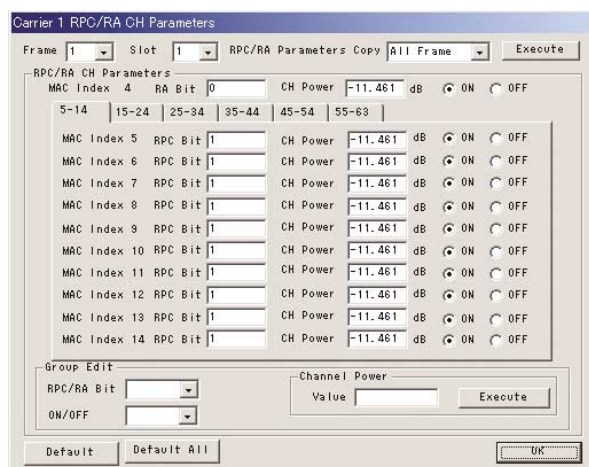 Carrier 1 RPC/RA CH Parameters
Frame 1 Slot 1 RPC/RA Parameters Copy All Frame Execute
RPC/RA CH Parameters
MAC Index 4 RA Bit 0 CH Power -11.461 dB ON OFF
5-14 15-24 25-34 35-44 45-54 55-63
MAC Index 5 RPC Bit 1 CH Power -11.461 dB ON OFF
MAC Index 6 RPC Bit 1 CH Power -11.461 dB ON OFF
MAC Index 7 RPC Bit 1 CH Power -11.461 dB ON OFF
MAC Index 8 RPC Bit 1 CH Power -11.461 dB ON OFF
MAC Index 9 RPC Bit 1 CH Power -11.461 dB ON OFF
MAC Index 10 RPC Bit 1 CH Power -11.461 dB ON OFF
MAC Index 11 RPC Bit 1 CH Power -11.461 dB ON OFF
MAC Index 12 RPC Bit 1 CH Power -11.461 dB ON OFF
MAC Index 13 RPC Bit 1 CH Power -11.461 dB ON OFF
MAC Index 14 RPC Bit 1 CH Power -11.461 dB ON OFF
Group Edit
RPC/RA Bit
ON/OFF
Channel Power
Value Execute
Default Default All OK